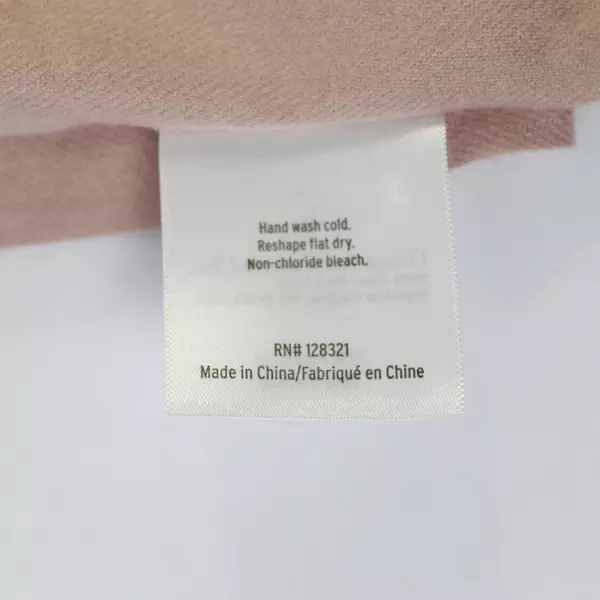 Hand wash cold.
Reshape flat dry.
Non-chloride bleach.
RN# 128321
Made in China/Fabriqué en Chine